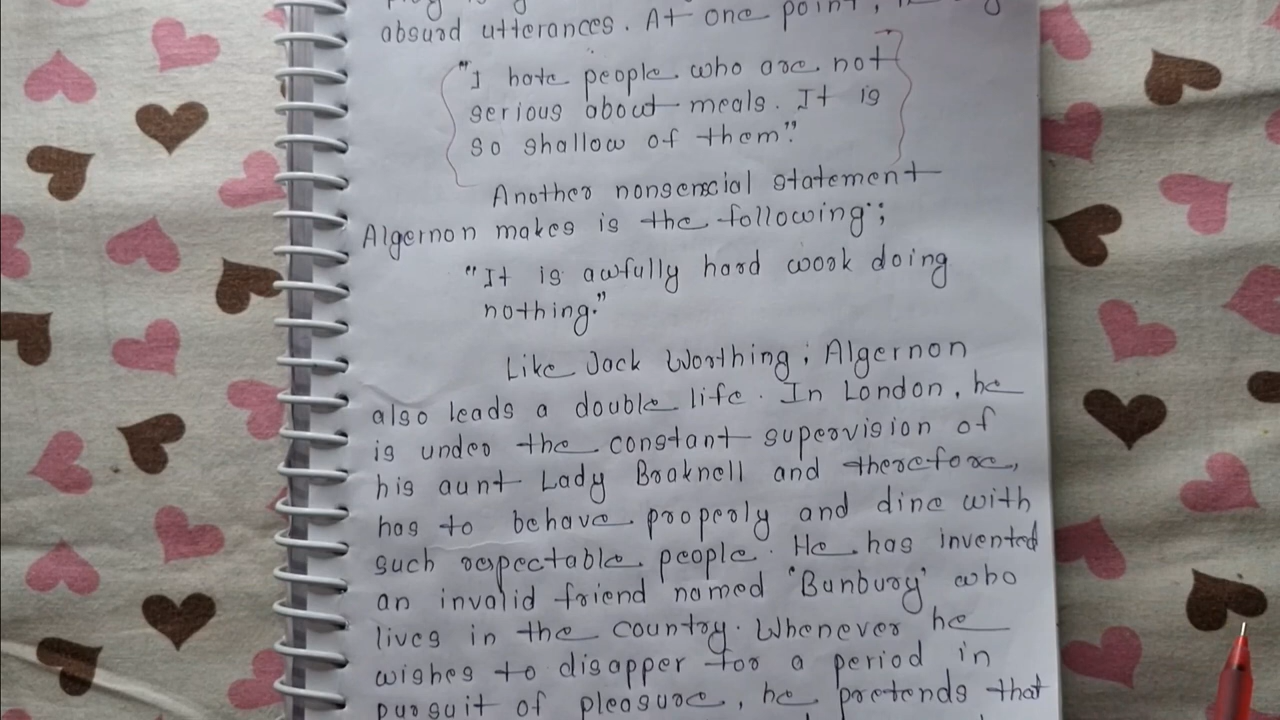 absurd utterances. At one point,
"I hate people who are not
serious about meals. It is
so shallow of them".
Another nonsenscial statement
Algernon makes is the following;
"It is awfully hard work doing
nothing."
Like Jack Worthing, Algernon
also leads a double life. In London, he
is under the constant supervision of
his aunt Lady Braknell and therefore,
has to behave properly and dine with
such respectable people. He has invented
an invalid friend named 'Bunbury' who
lives in the country. Whenever he
wishes to disapper for a period in
pursuit of pleasure, he pretends that